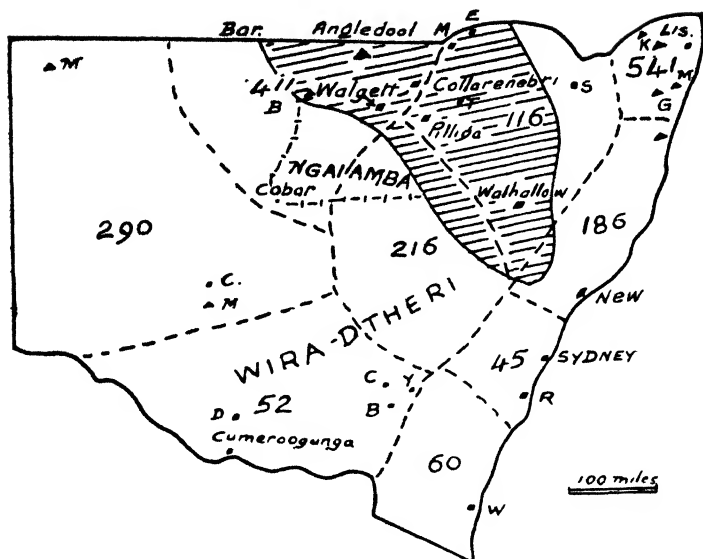 Bar. Angledool M E
Lis.
K
M
541 M
411 Walgett Collarenebri S
B F G
Pilliga 116
NGAIAMBA
Cobar Walhallow
290 216 186
C. NEW
M
WIRA-DTHERI
45 SYDNEY
C Y R
D 52 B
Cumeroogunga
60
100 miles
W